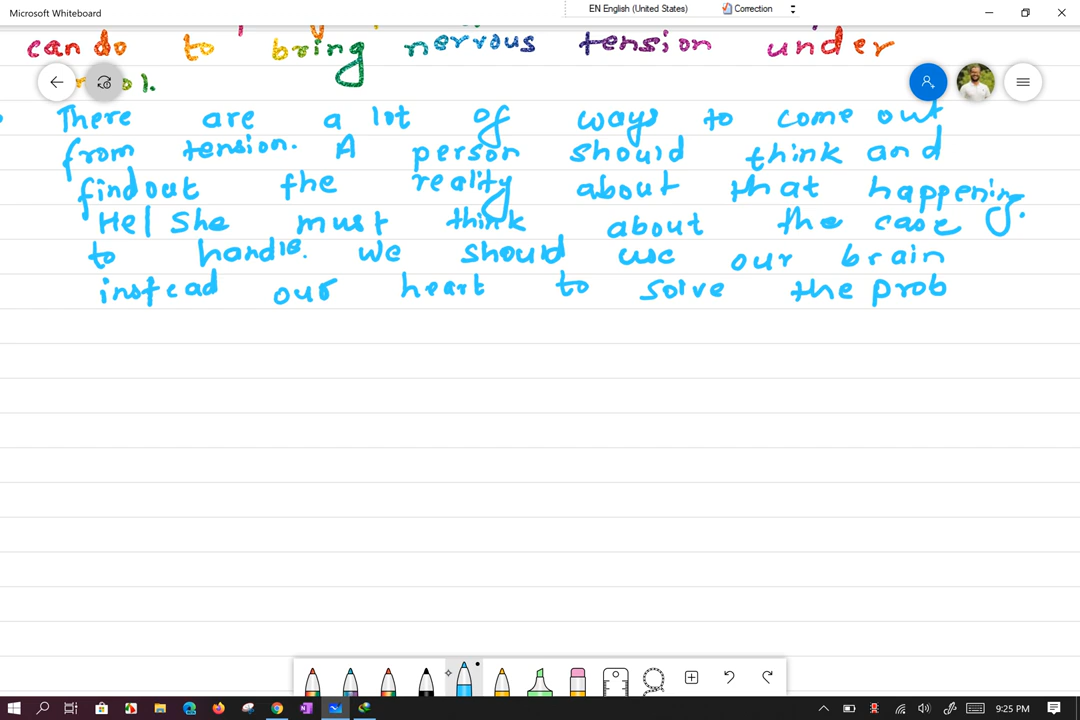 Microsoft Whiteboard
EN English (United States) Correction
can do to bring nervous tension under
ol.
There are a lot of ways to come out
from tension. A person should think and
find out the reality about that happening.
He/She must think about the case
to handle. We should use our brain
instead our heart to solve the prob
9:25 PM